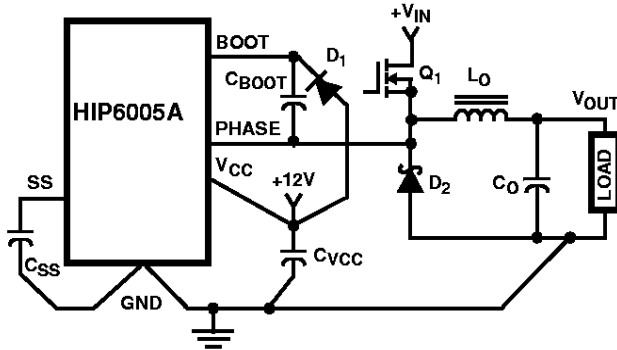 +VIN
BOOT
D1
CBOOT
Q1
LO
VOUT
HIP6005A
PHASE
VCC
+12V
SS
D2
CO
LOAD
CSS
CVCC
GND